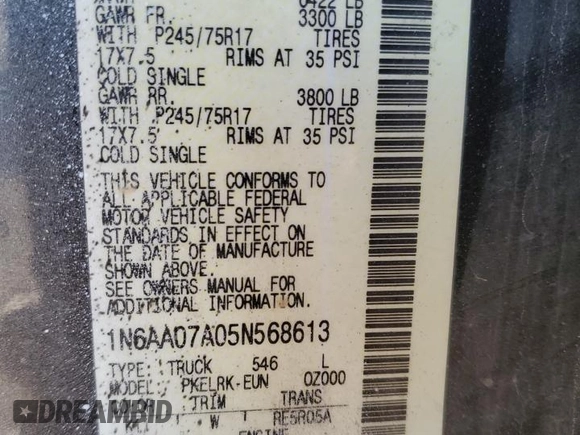 6422 LB
GAWR FR. 3300 LB
WITH P245/75R17 TIRES
17X7.5 RIMS AT 35 PSI
COLD SINGLE
GAWR RR. 3800 LB
WITH P245/75R17 TIRES
17X7.5 RIMS AT 35 PSI
COLD SINGLE
THIS VEHICLE CONFORMS TO
ALL APPLICABLE FEDERAL
MOTOR VEHICLE SAFETY
STANDARDS IN EFFECT ON
THE DATE OF MANUFACTURE
SHOWN ABOVE.
SEE OWNERS MANUAL FOR
ADDITIONAL INFORMATION.
1N6AA07A05N568613
TYPE: TRUCK 546 L
MODEL: PKELRK-EUN 0Z000
TRIM TRANS
W RE5R05A
ENGINE
DREAMBID